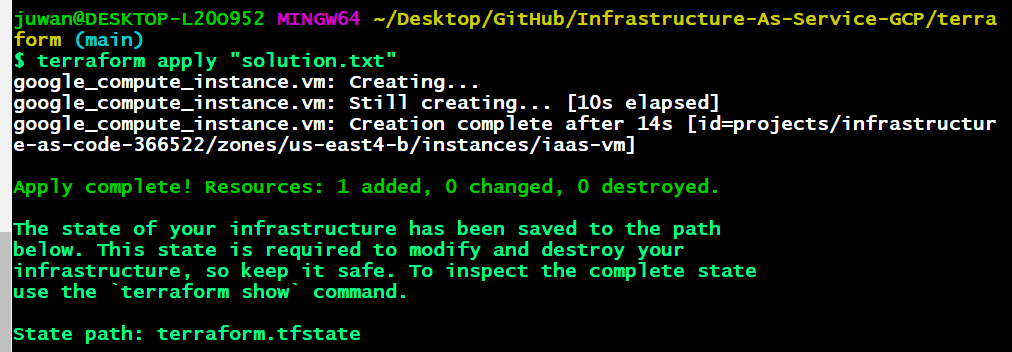 juwan@DESKTOP-L2OO952 MINGW64 ~/Desktop/GitHub/Infrastructure-As-Service-GCP/terra
form (main)
$ terraform apply "solution.txt"
google_compute_instance.vm: Creating...
google_compute_instance.vm: Still creating... [10s elapsed]
google_compute_instance.vm: Creation complete after 14s [id=projects/infrastructur
e-as-code-366522/zones/us-east4-b/instances/iaas-vm]
Apply complete! Resources: 1 added, 0 changed, 0 destroyed.
The state of your infrastructure has been saved to the path
below. This state is required to modify and destroy your
infrastructure, so keep it safe. To inspect the complete state
use the `terraform show` command.
State path: terraform.tfstate